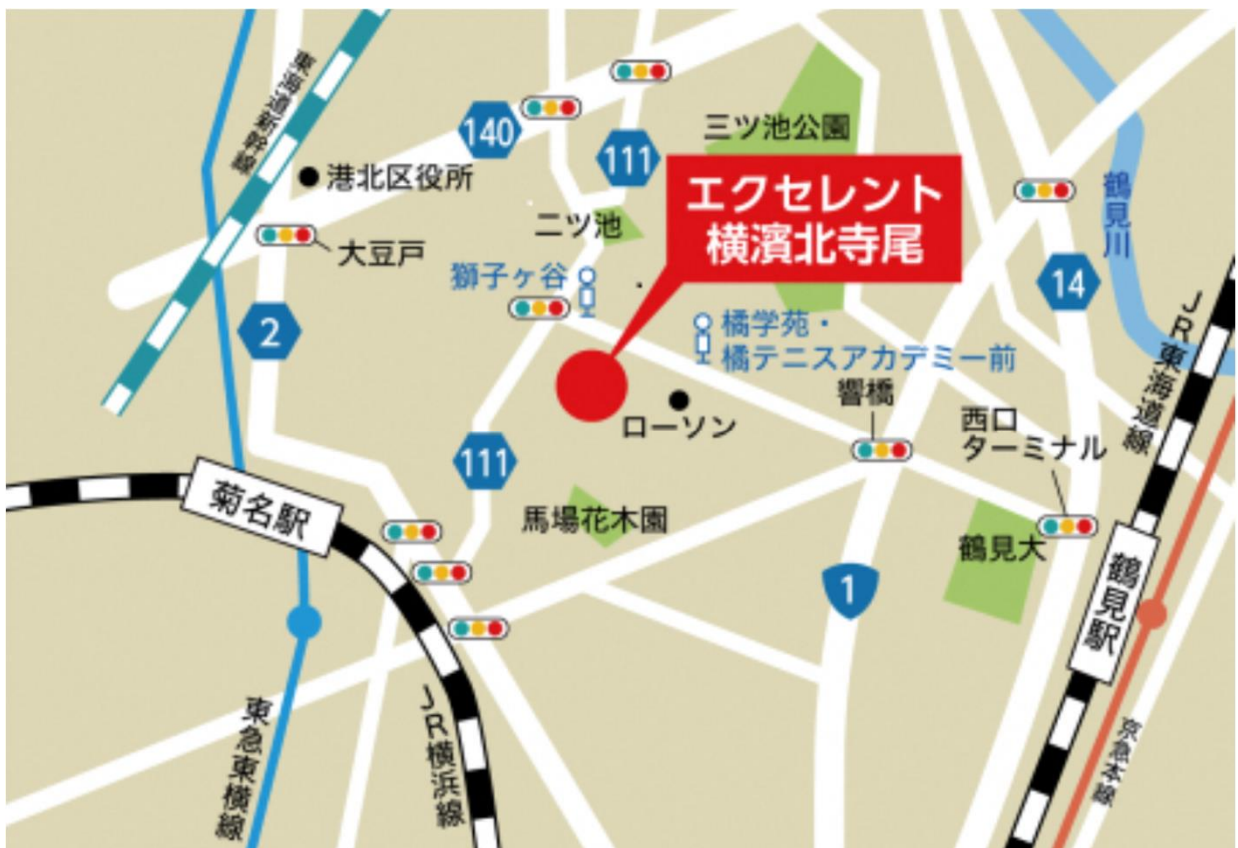 東海道新幹線
140
111
三ツ池公園
港北区役所
エクセレント
横濱北寺尾
鶴見川
二ツ池
大豆戸
獅子ヶ谷
14
2
橘学苑・
橘テニスアカデミー前
JR東海道線
響橋
ローソン
西口
ターミナル
111
菊名駅
馬場花木園
鶴見大
1
鶴見駅
東急東横線
JR横浜線
京急本線